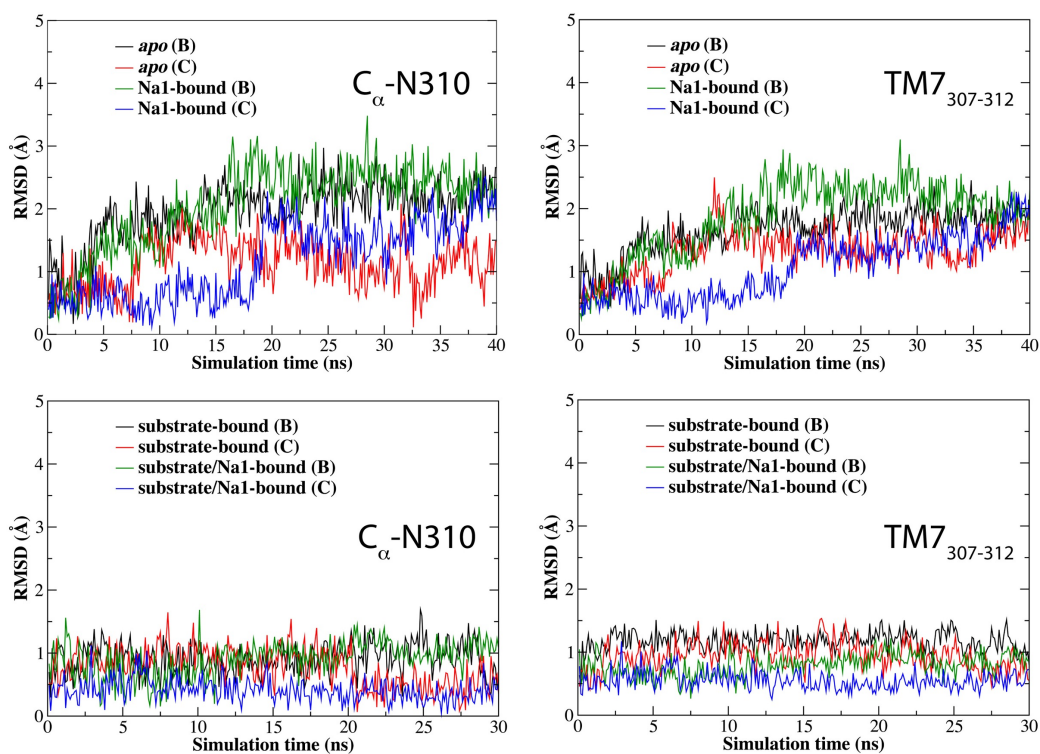 5
4
3
2
1
0
RMSD (Å)
apo (B)
apo (C)
Na1-bound (B)
Na1-bound (C)
Cα-N310
0 5 10 15 20 25 30 35 40
Simulation time (ns)
5
4
3
2
1
0
RMSD (Å)
apo (B)
apo (C)
Na1-bound (B)
Na1-bound (C)
TM7307-312
0 5 10 15 20 25 30 35 40
Simulation time (ns)
5
4
3
2
1
0
RMSD (Å)
substrate-bound (B)
substrate-bound (C)
substrate/Na1-bound (B)
substrate/Na1-bound (C)
Cα-N310
0 5 10 15 20 25 30
Simulation time (ns)
5
4
3
2
1
0
RMSD (Å)
substrate-bound (B)
substrate-bound (C)
substrate/Na1-bound (B)
substrate/Na1-bound (C)
TM7307-312
0 5 10 15 20 25 30
Simulation time (ns)